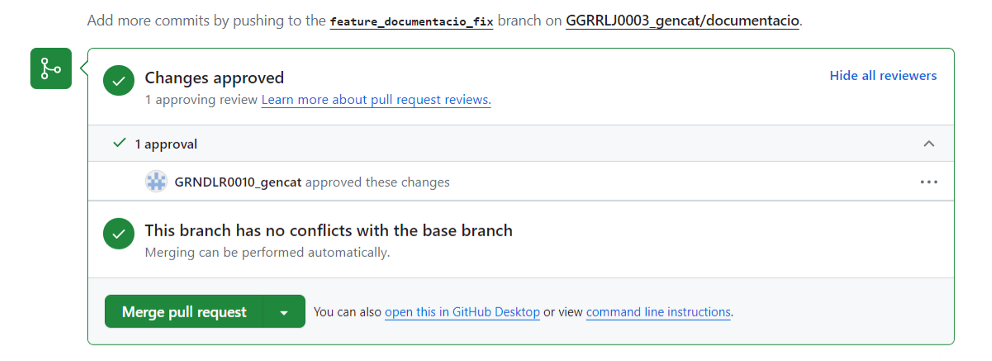 Add more commits by pushing to the feature_documentacio_fix branch on GGRRLJ0003_gencat/documentacio.
Changes approved
Hide all reviewers
1 approving review Learn more about pull request reviews.
1 approval
GRNDLR0010_gencat approved these changes
This branch has no conflicts with the base branch
Merging can be performed automatically.
Merge pull request
You can also open this in GitHub Desktop or view command line instructions.